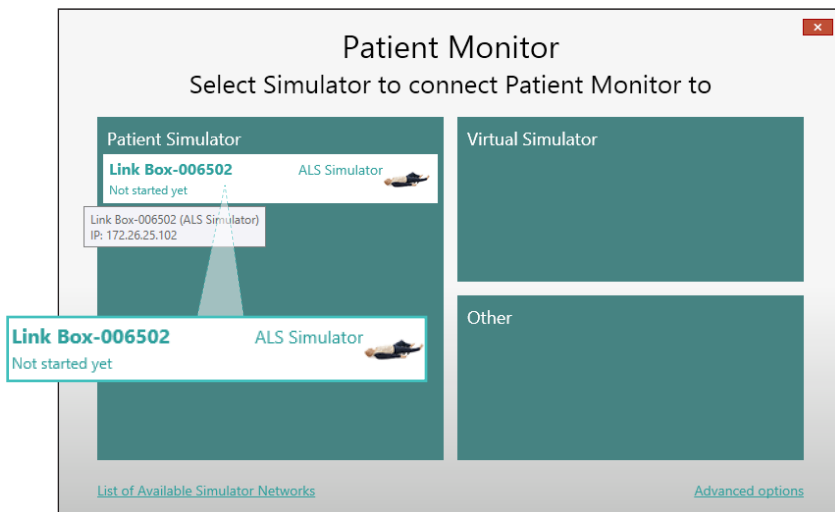 Patient Monitor
Select Simulator to connect Patient Monitor to
Patient Simulator
Link Box-006502 ALS Simulator
Not started yet
Link Box-006502 (ALS Simulator)
IP: 172.26.25.102
Link Box-006502 ALS Simulator
Not started yet
Virtual Simulator
Other
List of Available Simulator Networks
Advanced options